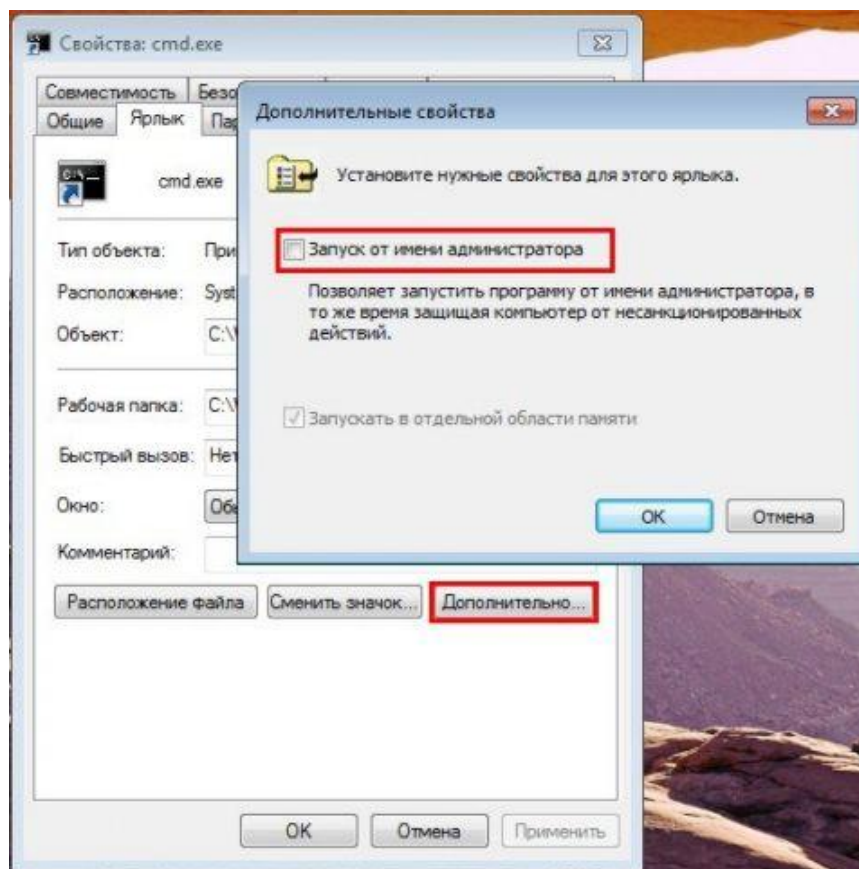 Свойства: cmd.exe
Совместимость
Общие Ярлык
cmd.exe
Тип объекта:
Расположение:
Объект:
Рабочая папка:
Быстрый вызов:
Окно:
Комментарий:
Расположение файла Сменить значок... Дополнительно...
OK Отмена Применить
Дополнительные свойства
Установите нужные свойства для этого ярлыка.
Запуск от имени администратора
Позволяет запустить программу от имени администратора, в
то же время защищая компьютер от несанкционированных
действий.
Запускать в отдельной области памяти
OK Отмена